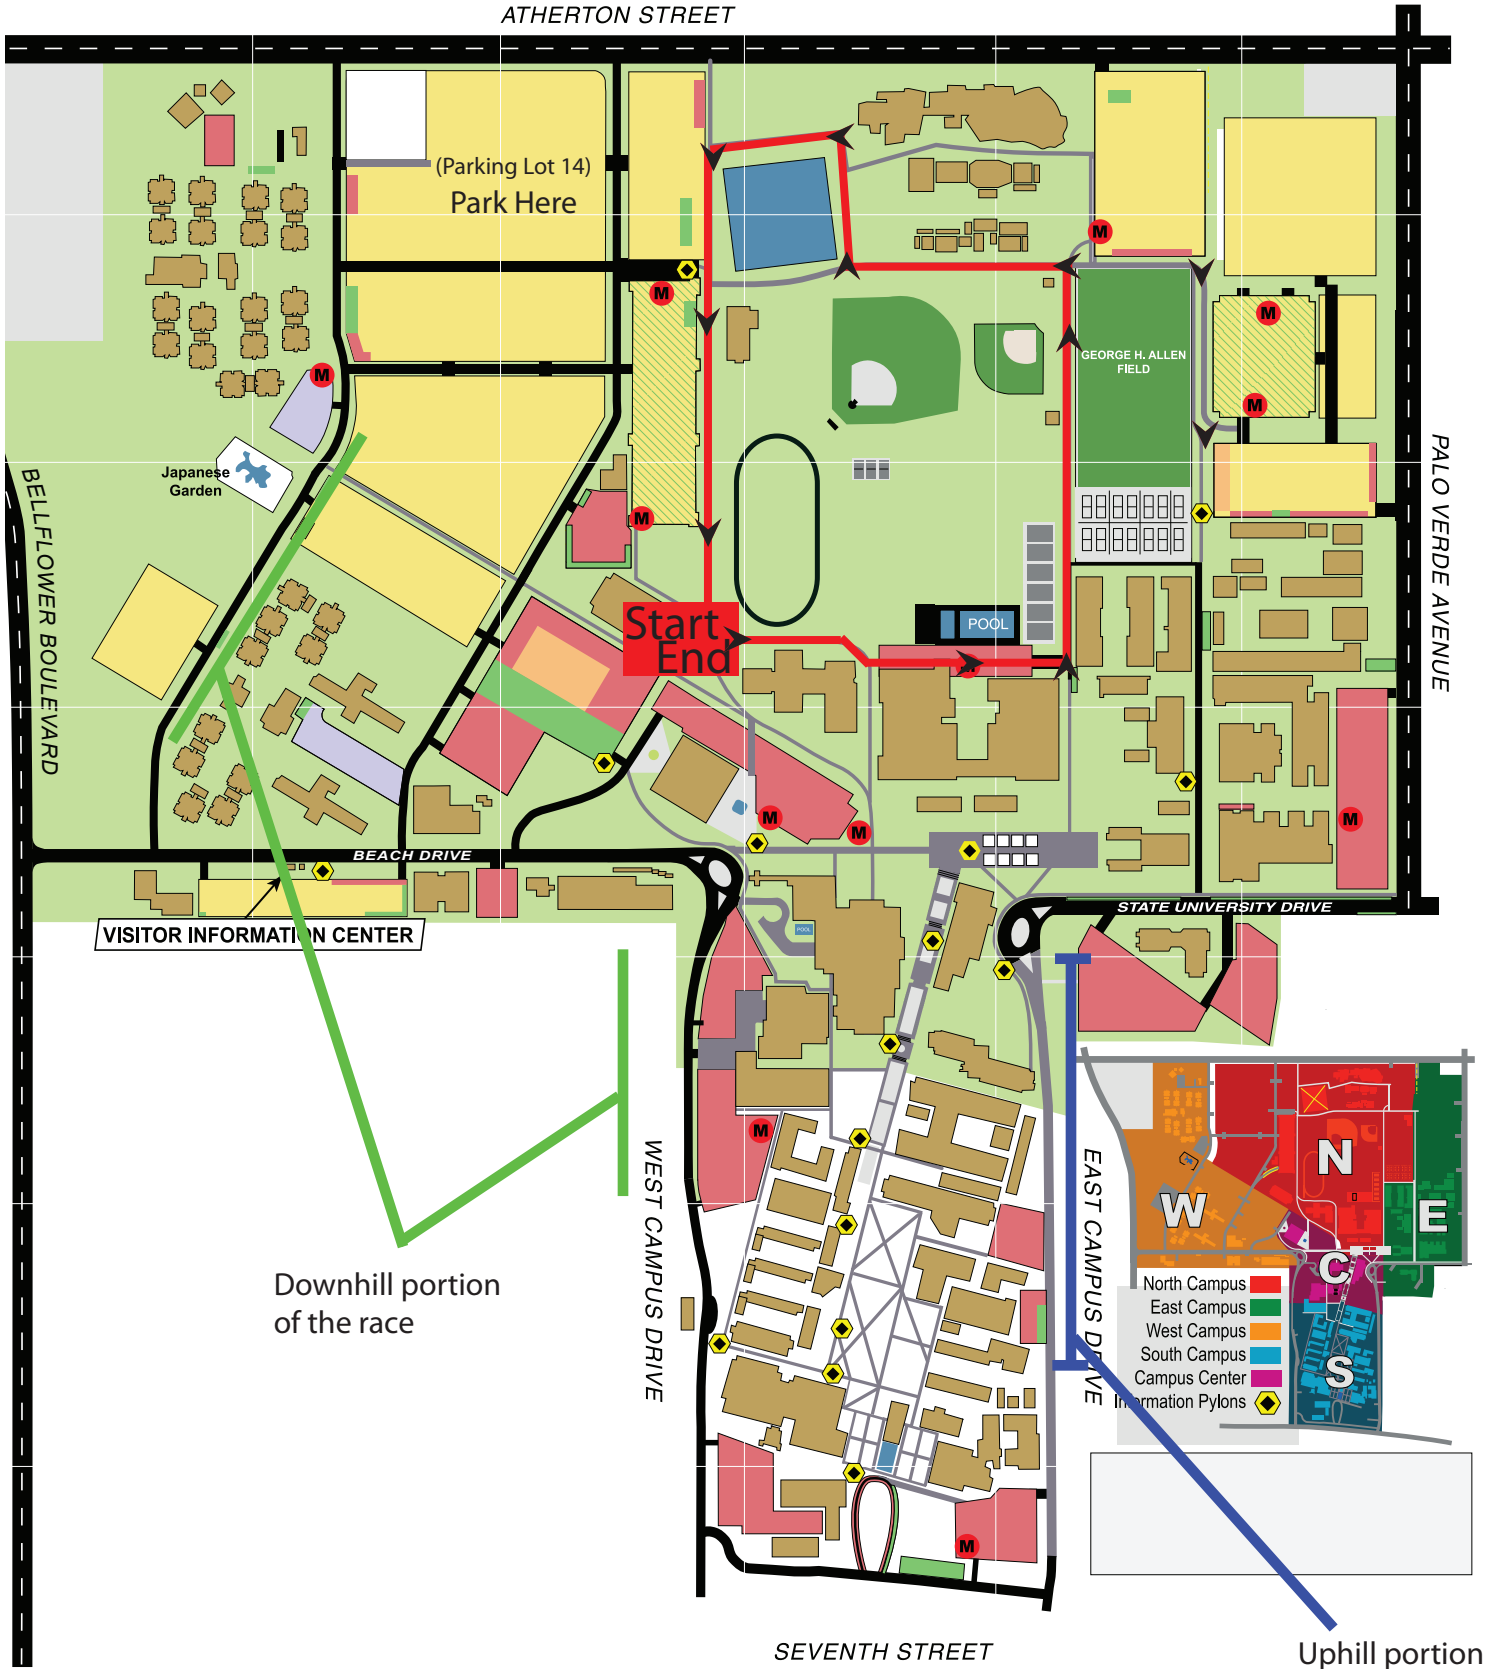 ATHERTON STREET
(Parking Lot 14)
Park Here
M
M
M
GEORGE H. ALLEN
FIELD
M
M
M
Japanese
Garden
M
BELLFLOWER BOULEVARD
PALO VERDE AVENUE
Start
End
POOL
M
M
M
M
BEACH DRIVE
VISITOR INFORMATION CENTER
POOL
STATE UNIVERSITY DRIVE
M
WEST CAMPUS DRIVE
EAST CAMPUS DRIVE
N
W
E
C
S
North Campus
East Campus
West Campus
South Campus
Campus Center
Information Pylons
Downhill portion
of the race
M
SEVENTH STREET
Uphill portion